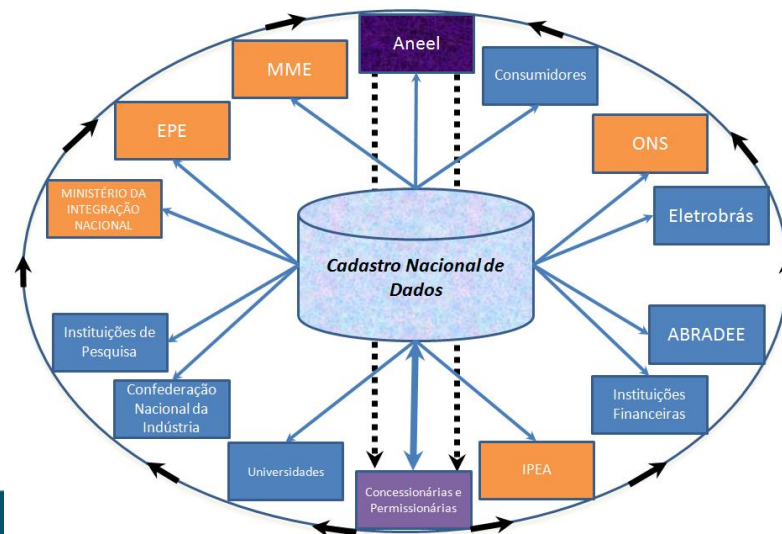 Aneel
MME
Consumidores
EPE
ONS
MINISTÉRIO DA
INTEGRAÇÃO
NACIONAL
Eletrobrás
Cadastro Nacional de
Dados
Instituições de
Pesquisa
ABRADEE
Confederação
Nacional da
Indústria
Instituições
Financeiras
Universidades
Concessionárias e
Permissionárias
IPEA